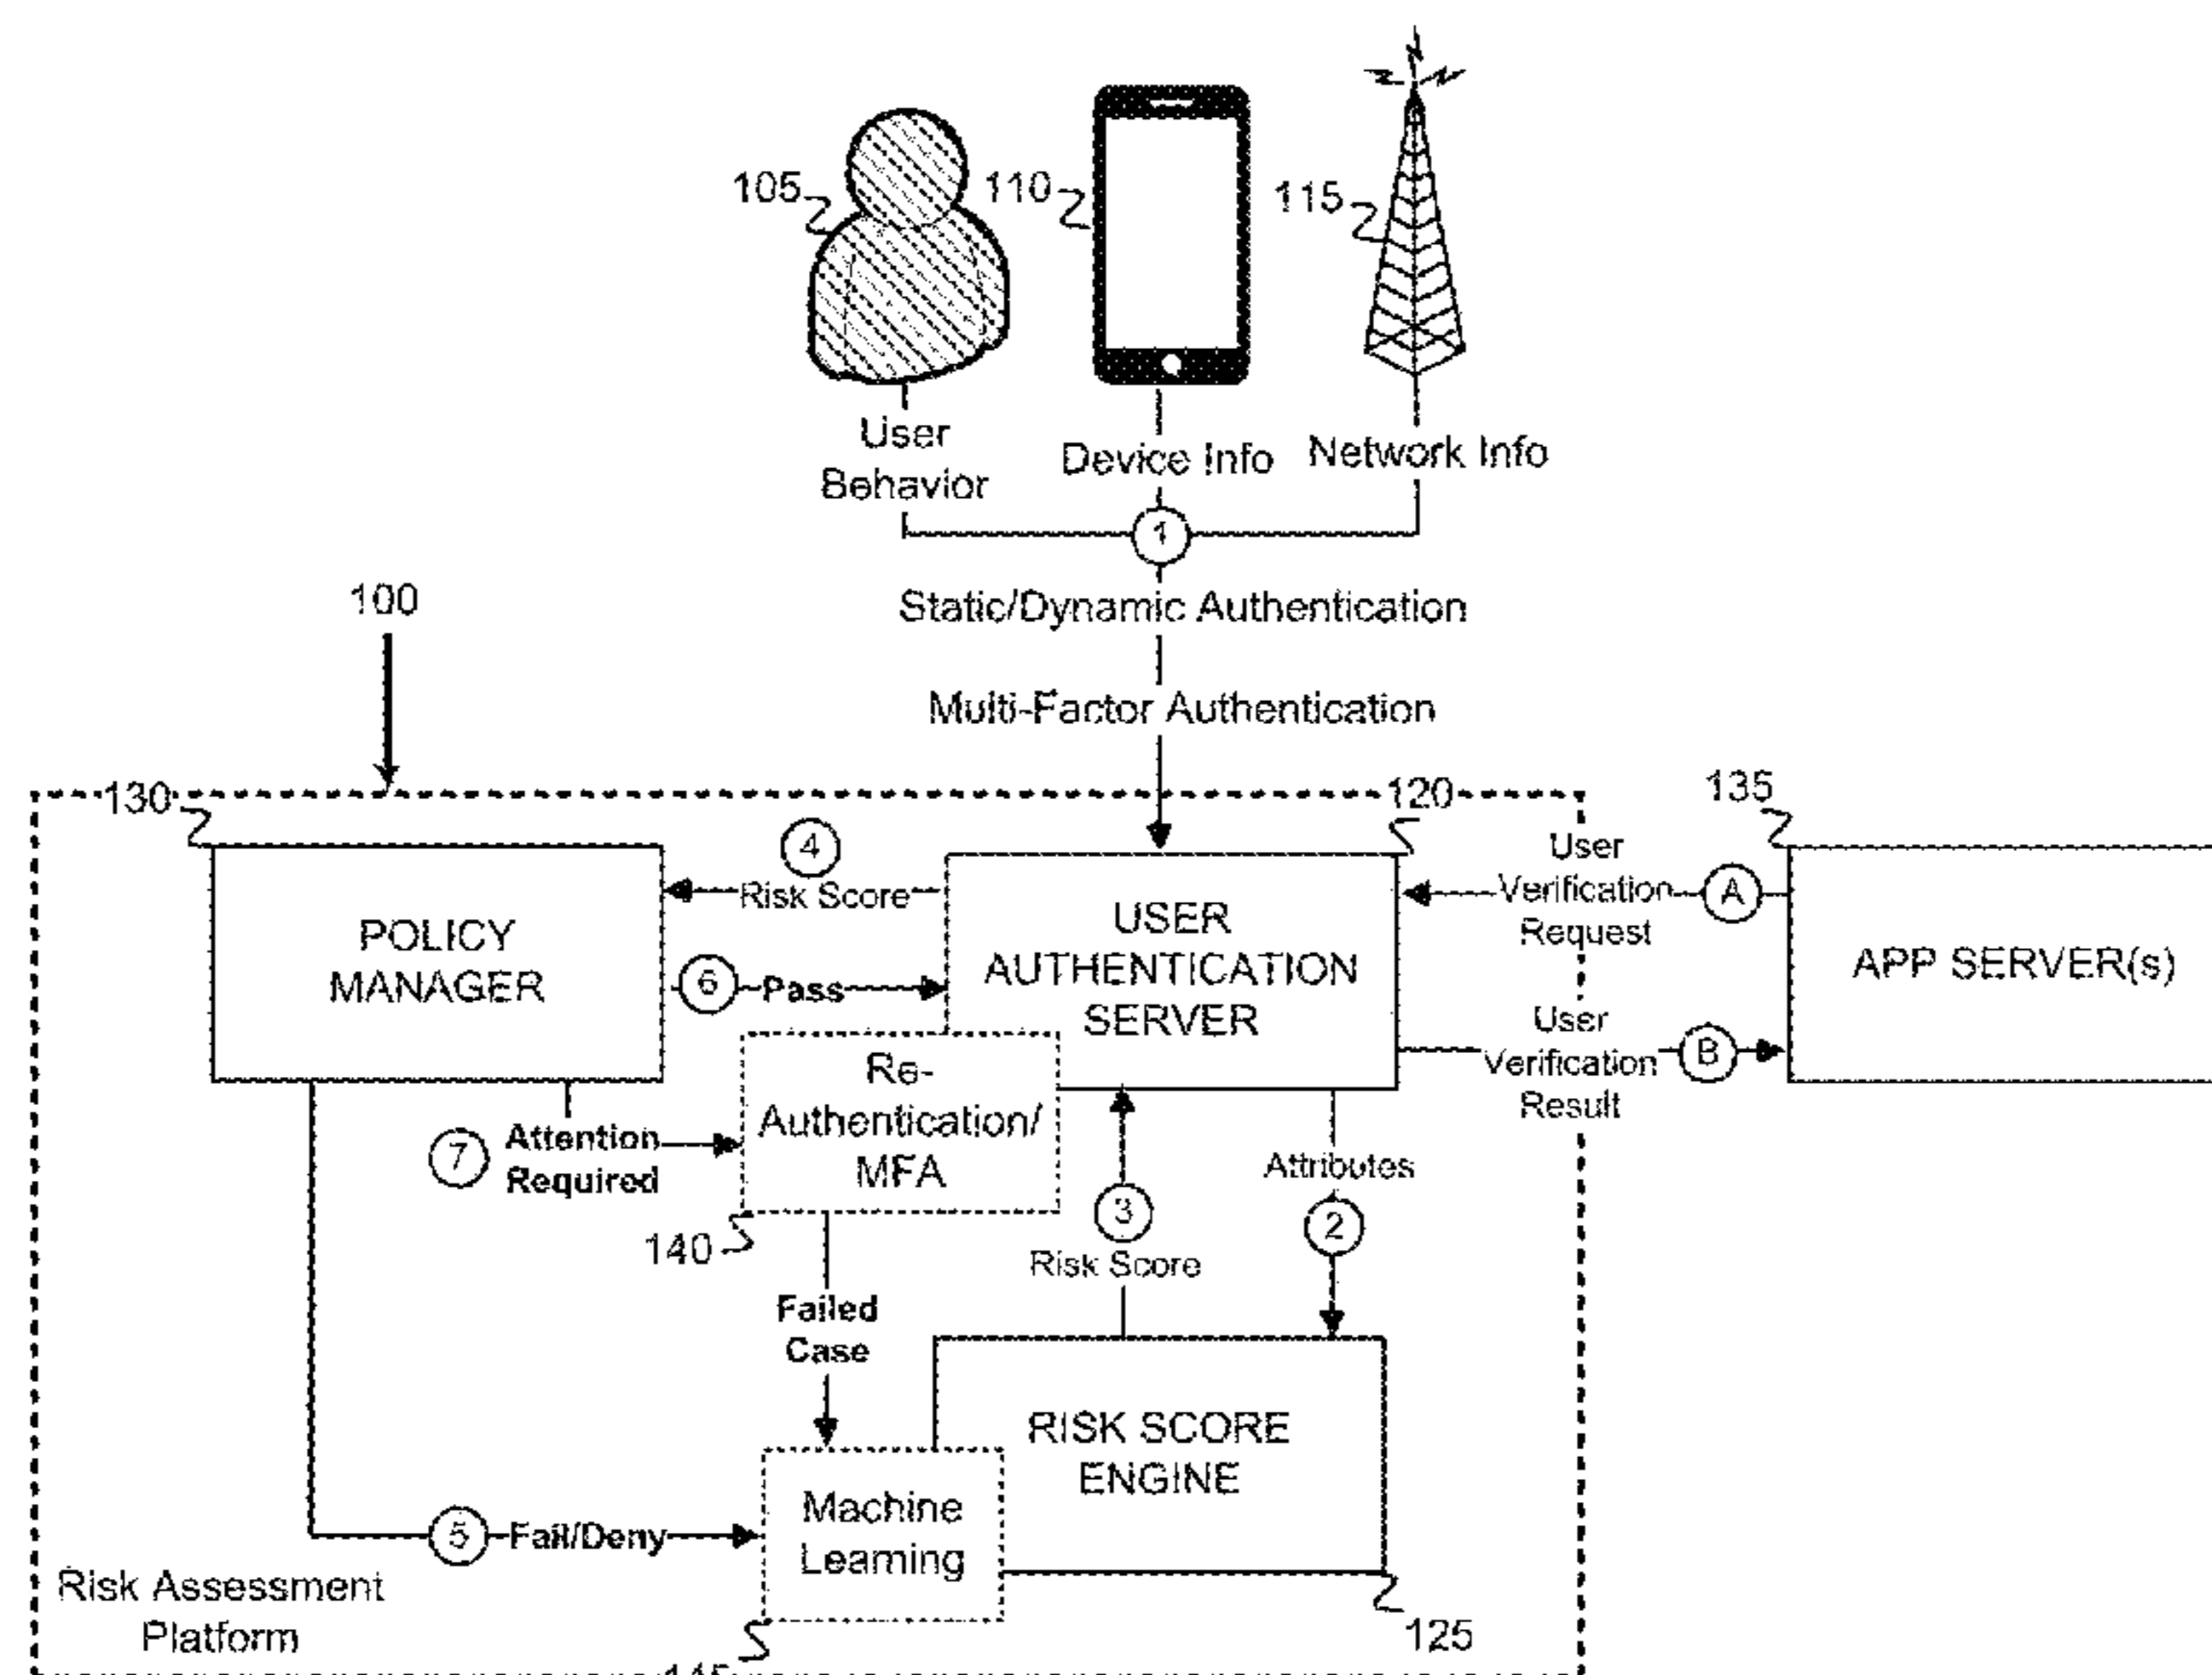 105
110
115
User
Behavior
Device Info
Network Info
1
Static/Dynamic Authentication
Multi-Factor Authentication
100
130
120
135
4
Risk Score
POLICY
MANAGER
6
Pass
USER
AUTHENTICATION
SERVER
User
Verification
Request
A
APP SERVER(s)
User
Verification
Result
B
7
Attention
Required
Re-
Authentication/
MFA
140
3
Risk Score
Attributes
2
Failed
Case
RISK SCORE
ENGINE
5
Fail/Deny
Machine
Learning
Risk Assessment
Platform
125
145